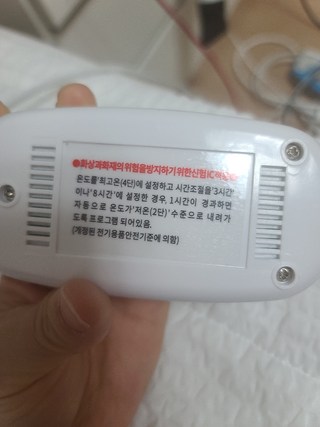 ●화상과화재의위험을방지하기위한신형IC
온도를'최고온(4단)에 설정하고 시간조절을'3시간'
이나'8시간'에 설정한 경우, 1시간이 경과하면
자동으로 온도가'저온(2단)'수준으로 내려가
도록 프로그램 되어있음.
(개정된 전기용품안전기준에 의함)